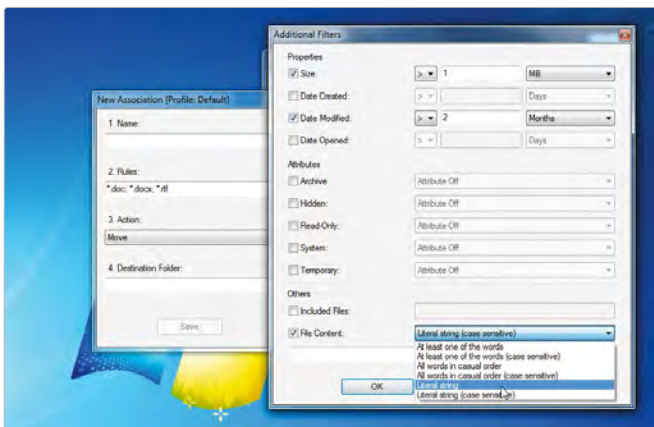 Additional Filters
Properties
Size: > 1 MB
Date Created: > Days
Date Modified: > 2 Months
Date Opened: > Days
Attributes
Archive: Attribute Off
Hidden: Attribute Off
Read-Only: Attribute Off
System: Attribute Off
Temporary: Attribute Off
Others
Included Files:
File Content: Literal string (case sensitive)
At least one of the words
At least one of the words (case sensitive)
All words in casual order
All words in casual order (case sensitive)
Literal string
Literal string (case sensitive)
OK
New Association [Profile: Default]
1. Name:
2. Rules:
*.doc; *.docx; *.rtf
3. Action:
Move
4. Destination Folder:
Save